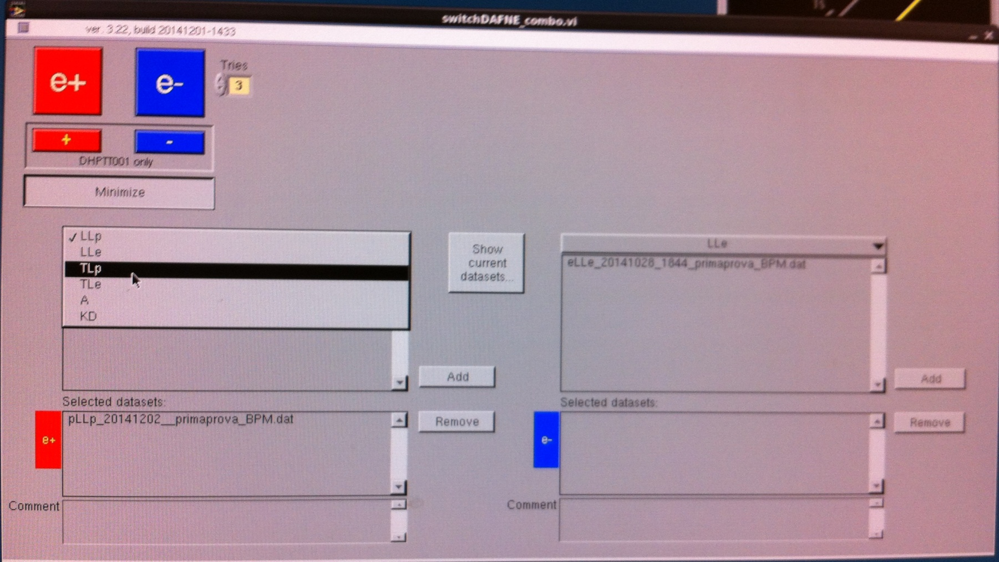 switchDAFNE_combo.vi
ver. 3.22, build 20141201-1433
e+
e-
Tries
3
+
-
DHPTT001 only
Minimize
LLp
LLe
TLp
TLe
A
KD
Show
current
datasets...
LLe
eLLe_20141028_1844_primaprova_BPM.dat
Add
Add
Selected datasets:
Selected datasets:
pLLp_20141202__primaprova_BPM.dat
Remove
Remove
e+
e-
Comment
Comment